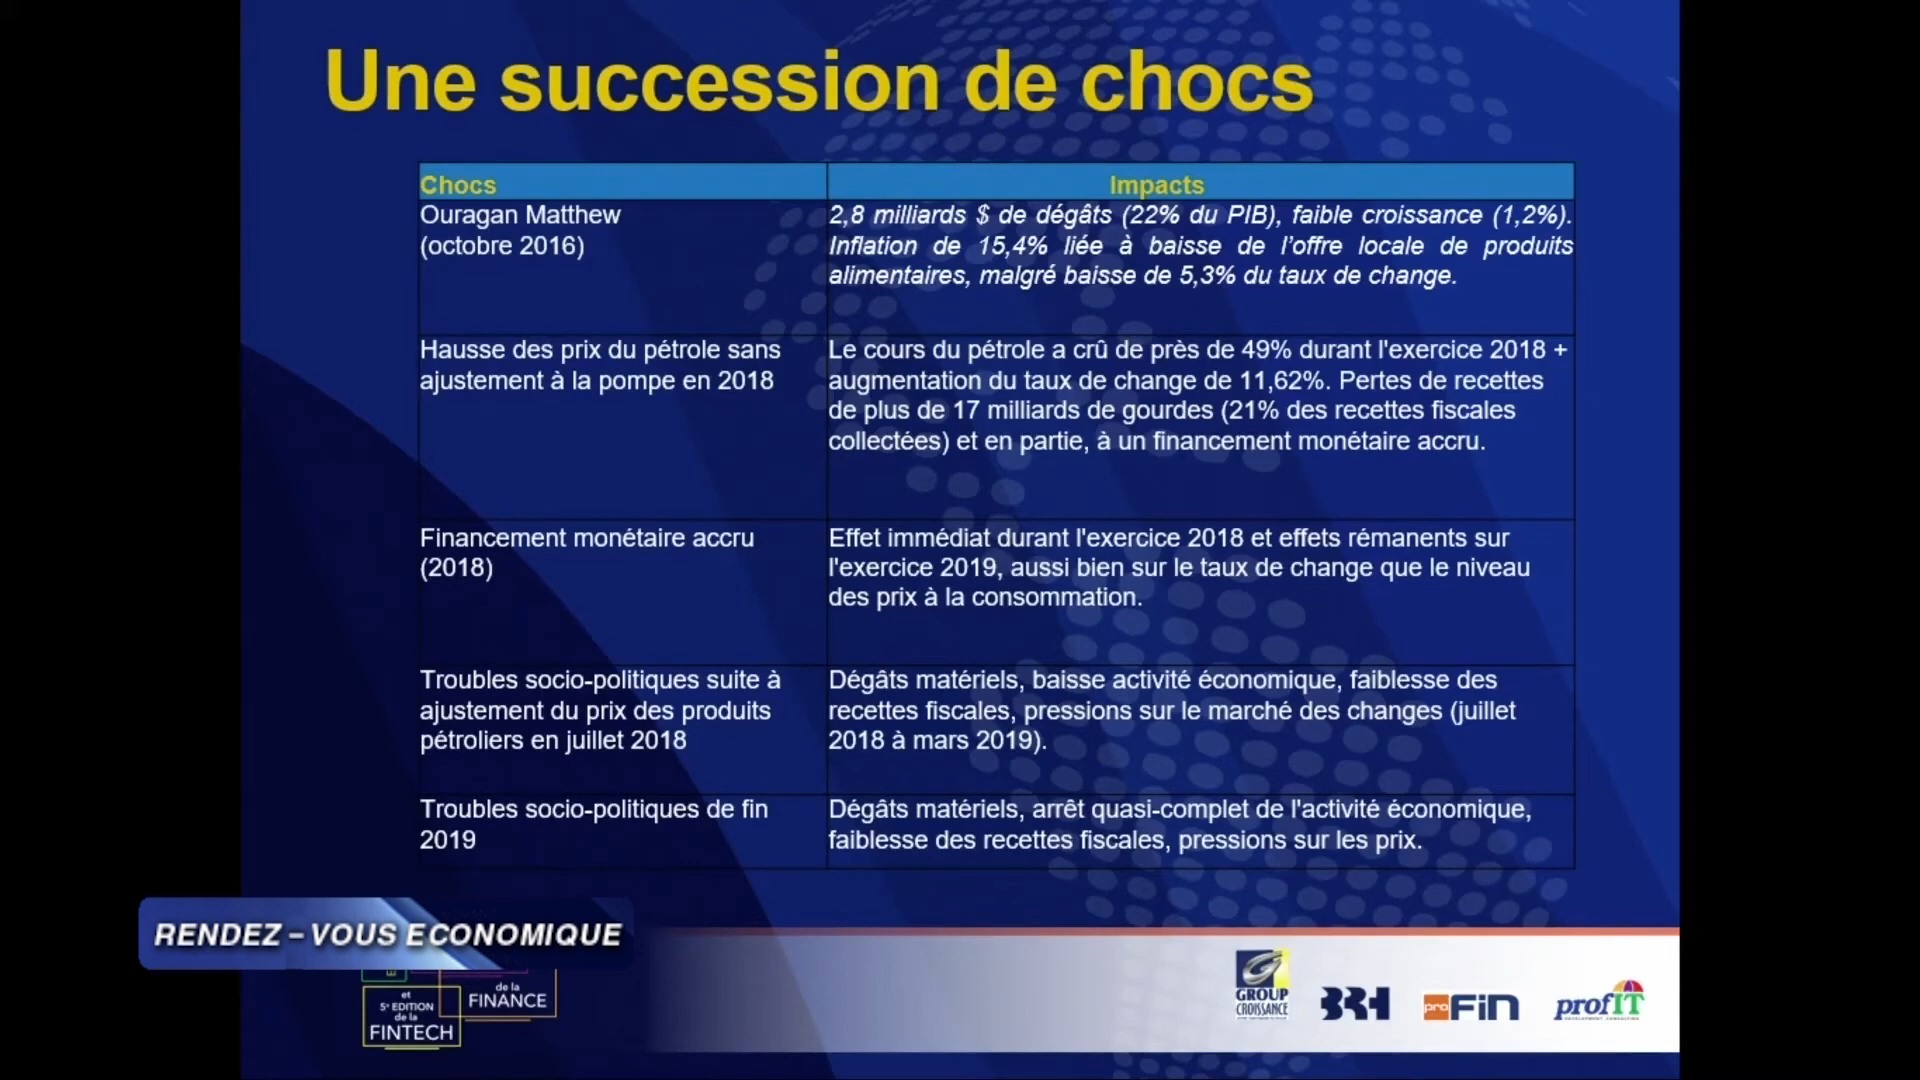 Une succession de chocs
Chocs
Impacts
Ouragan Matthew
(octobre 2016)
2,8 milliards $ de dégâts (22% du PIB), faible croissance (1,2%).
Inflation de 15,4% liée à baisse de l'offre locale de produits
alimentaires, malgré baisse de 5,3% du taux de change.
Hausse des prix du pétrole sans
ajustement à la pompe en 2018
Le cours du pétrole a crû de près de 49% durant l'exercice 2018 +
augmentation du taux de change de 11,62%. Pertes de recettes
de plus de 17 milliards de gourdes (21% des recettes fiscales
collectées) et en partie, à un financement monétaire accru.
Financement monétaire accru
(2018)
Effet immédiat durant l'exercice 2018 et effets rémanents sur
l'exercice 2019, aussi bien sur le taux de change que le niveau
des prix à la consommation.
Troubles socio-politiques suite à
ajustement du prix des produits
pétroliers en juillet 2018
Dégâts matériels, baisse activité économique, faiblesse des
recettes fiscales, pressions sur le marché des changes (juillet
2018 à mars 2019).
Troubles socio-politiques de fin
2019
Dégâts matériels, arrêt quasi-complet de l'activité économique,
faiblesse des recettes fiscales, pressions sur les prix.
RENDEZ – VOUS ECONOMIQUE
de la
FINANCE
et
5e EDITION
de la
FINTECH
GROUP
CROISSANCE
BRH
proFin
profIT